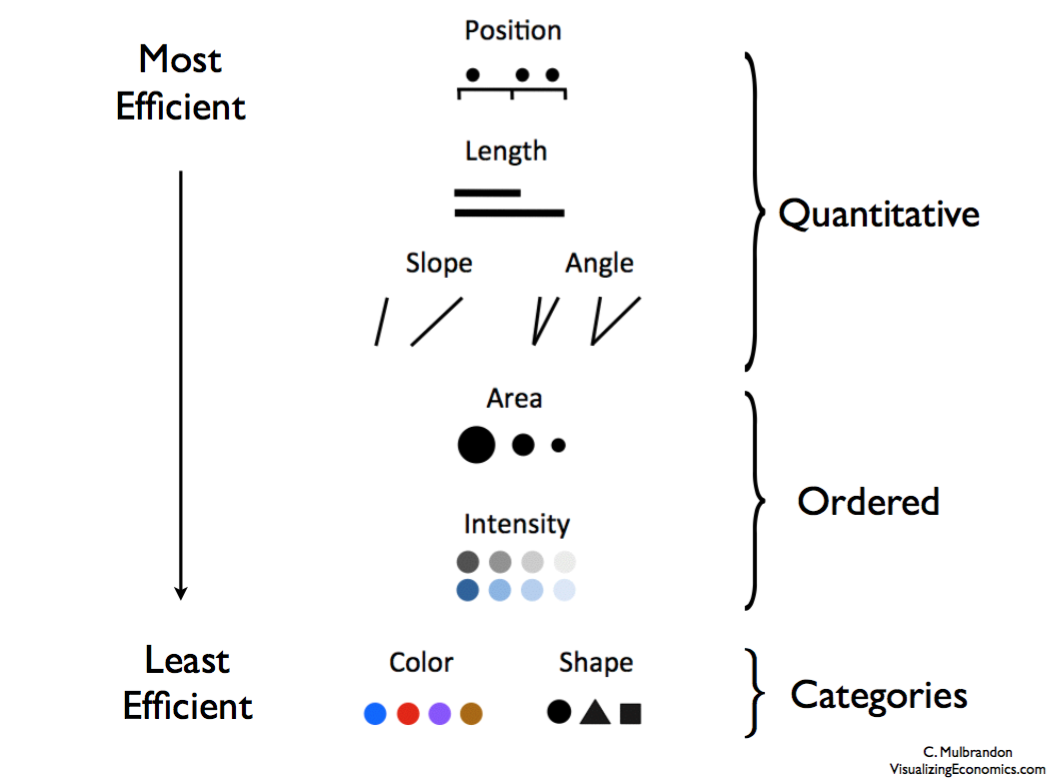 Position
Most
Efficient
Length
Quantitative
Slope
Angle
Area
Ordered
Intensity
Least
Efficient
Color
Shape
Categories
C. Mulbrandon
VisualizingEconomics.com